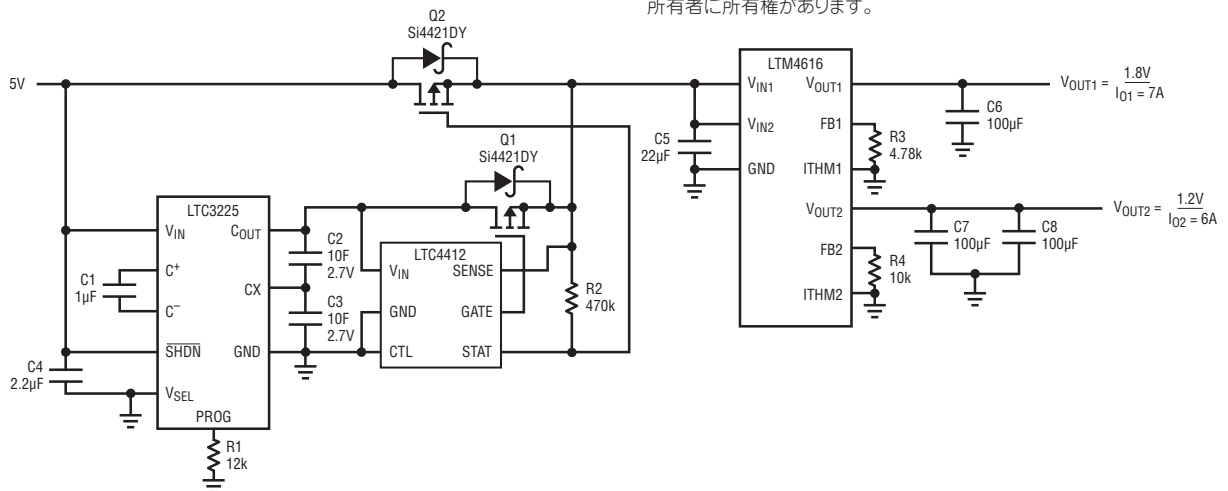 所有者に所有権があります。
Q2
Si4421DY
5V
Q1
Si4421DY
LTC3225
VIN
COUT
C+
C−
CX
SHDN
GND
VSEL
PROG
C1
1µF
C4
2.2µF
R1
12k
C2
10F
2.7V
C3
10F
2.7V
LTC4412
VIN
SENSE
GND
GATE
CTL
STAT
R2
470k
C5
22µF
LTM4616
VIN1
VOUT1
VIN2
FB1
GND
ITHM1
VOUT2
FB2
ITHM2
R3
4.78k
R4
10k
C6
100µF
C7
100µF
C8
100µF
VOUT1 = 1.8V
IO1 = 7A
VOUT2 = 1.2V
IO2 = 6A